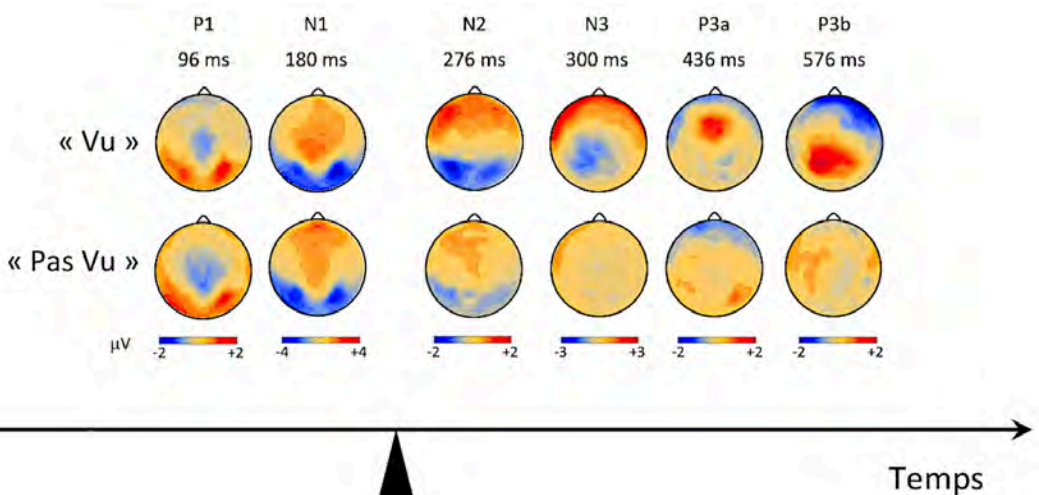 P1 N1 N2 N3 P3a P3b
96 ms 180 ms 276 ms 300 ms 436 ms 576 ms
« Vu »
« Pas Vu »
μV -2 +2 -4 +4 -2 +2 -3 +3 -2 +2 -2 +2
Temps